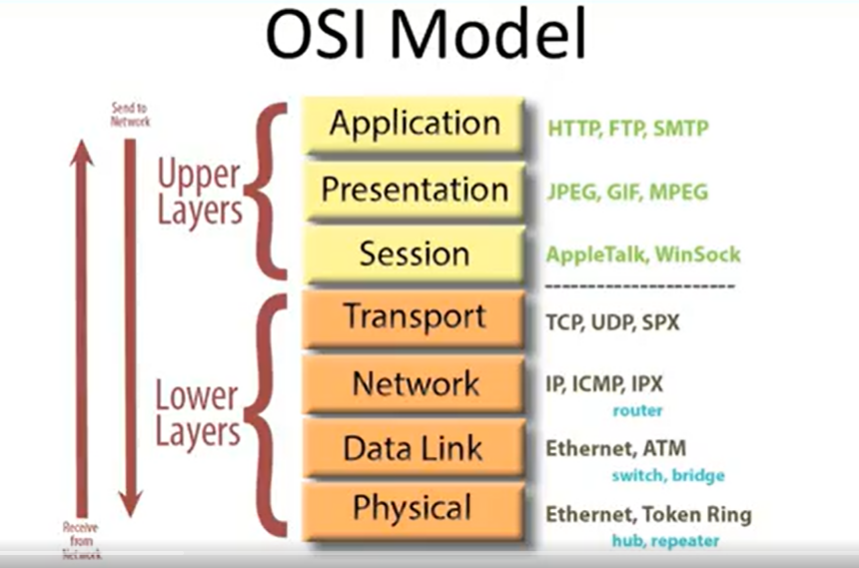 OSI Model
Send to
Network
Upper
Layers
Application
HTTP, FTP, SMTP
Presentation
JPEG, GIF, MPEG
Session
AppleTalk, WinSock
Transport
TCP, UDP, SPX
Lower
Layers
Network
IP, ICMP, IPX
router
Data Link
Ethernet, ATM
switch, bridge
Physical
Ethernet, Token Ring
hub, repeater
Receive
from
Network